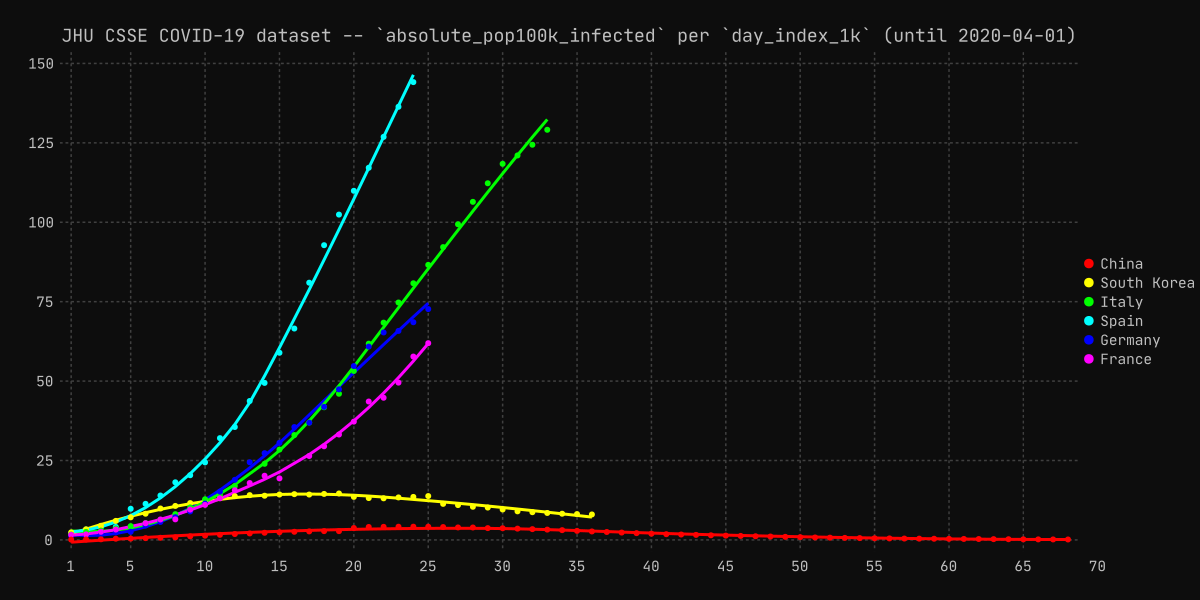 JHU CSSE COVID-19 dataset -- `absolute_pop100k_infected` per `day_index_1k` (until 2020-04-01)
150
125
100
75
50
25
0
1 5 10 15 20 25 30 35 40 45 50 55 60 65 70
China
South Korea
Italy
Spain
Germany
France